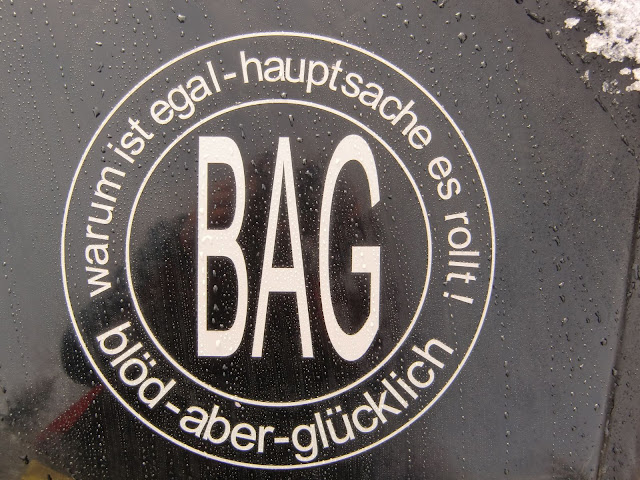 warum ist egal-hauptsache es rollt!
BAG
blöd-aber-glücklich